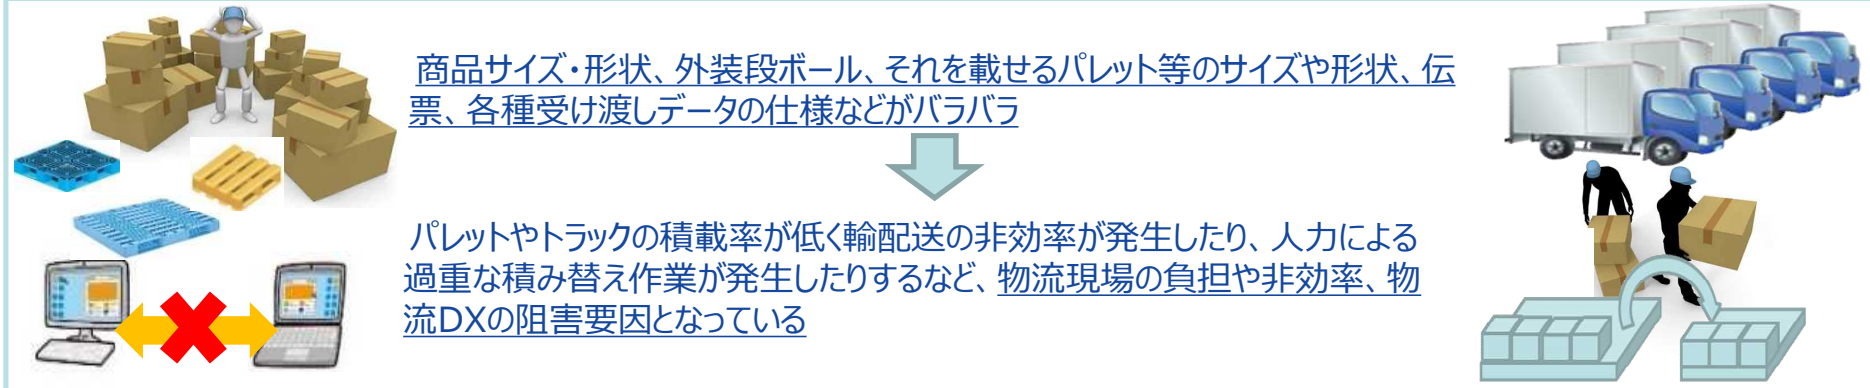 商品サイズ・形状、外装段ボール、それを載せるパレット等のサイズや形状、伝
票、各種受け渡しデータの仕様などがバラバラ
パレットやトラックの積載率が低く輸配送の非効率が発生したり、人力による
過重な積み替え作業が発生したりするなど、物流現場の負担や非効率、物
流DXの阻害要因となっている